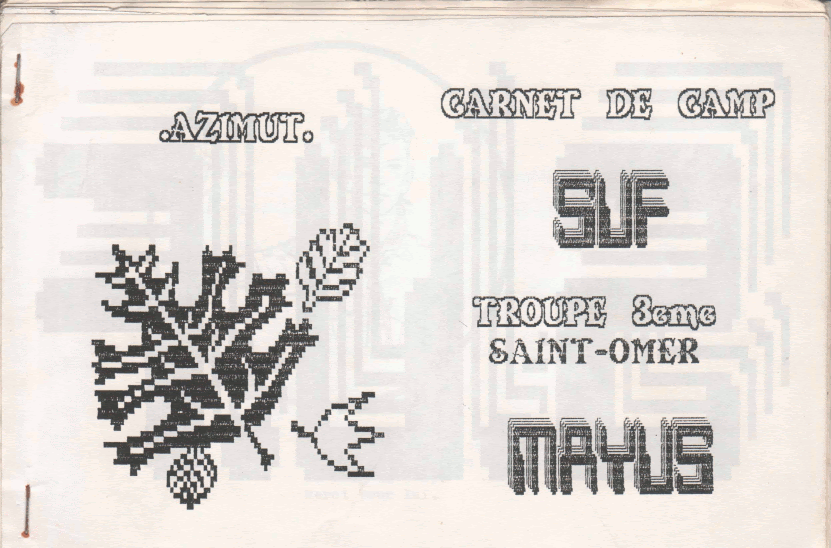 .AZIMUT.
CARNET DE CAMP
SUF
TROUPE 3eme
SAINT-OMER
MAYUS